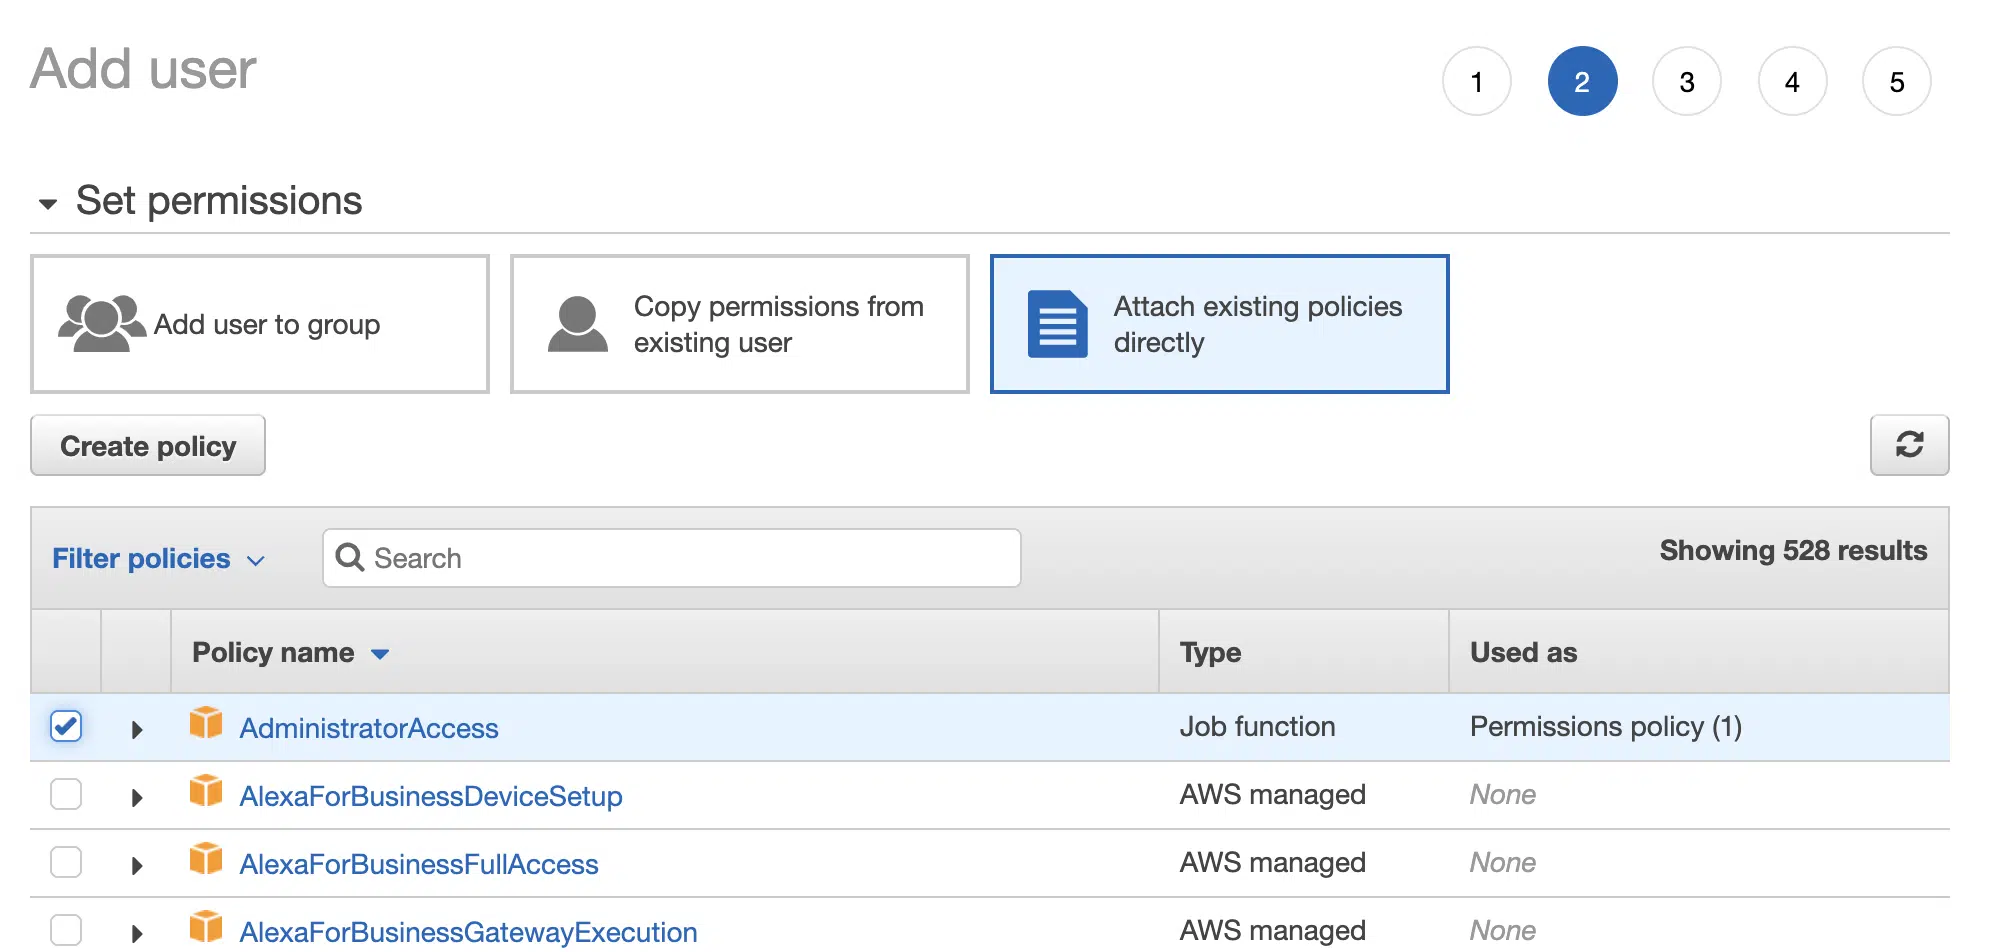 Add user
1 2 3 4 5
Set permissions
Add user to group
Copy permissions from
existing user
Attach existing policies
directly
Create policy
Filter policies Search Showing 528 results
Policy name Type Used as
AdministratorAccess Job function Permissions policy (1)
AlexaForBusinessDeviceSetup AWS managed None
AlexaForBusinessFullAccess AWS managed None
AlexaForBusinessGatewayExecution AWS managed None